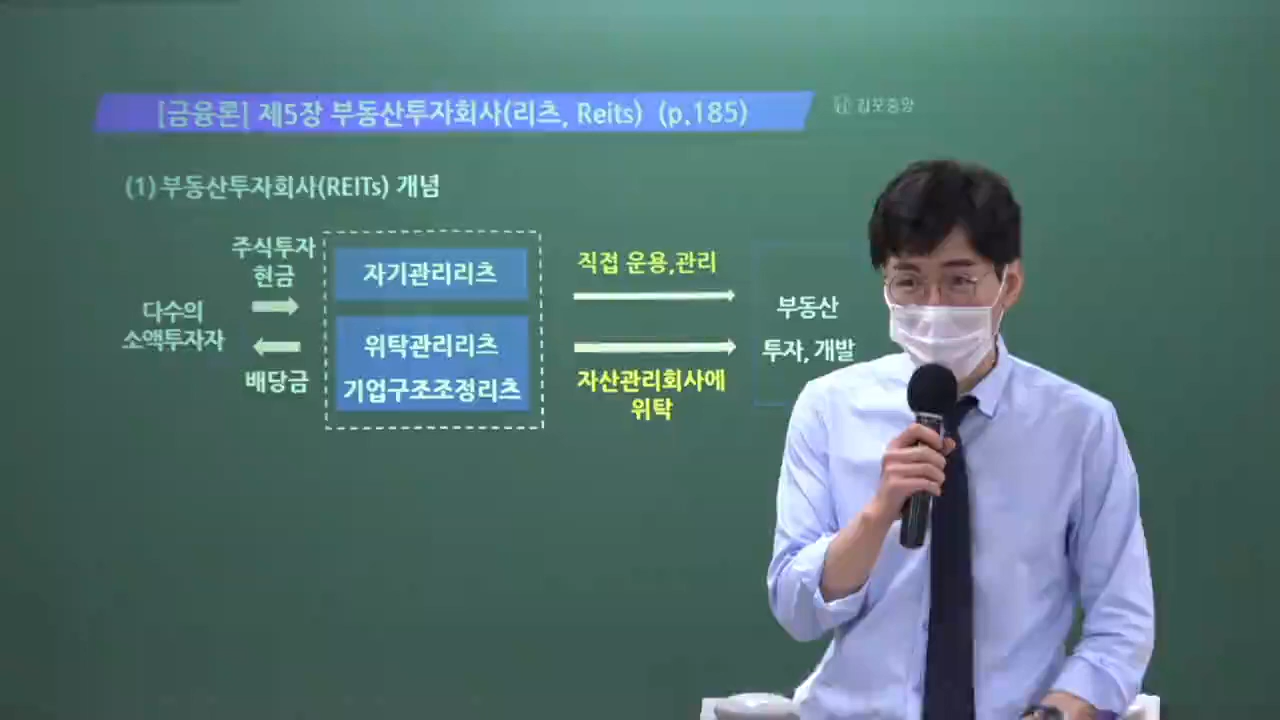 [금융론] 제5장 부동산투자회사(리츠, Reits) (p.185)
김포중앙
(1) 부동산투자회사(REITs) 개념
주식투자
현금
다수의
소액투자자
배당금
자기관리리츠
위탁관리리츠
기업구조조정리츠
직접 운용,관리
자산관리회사에
위탁
부동산
투자, 개발